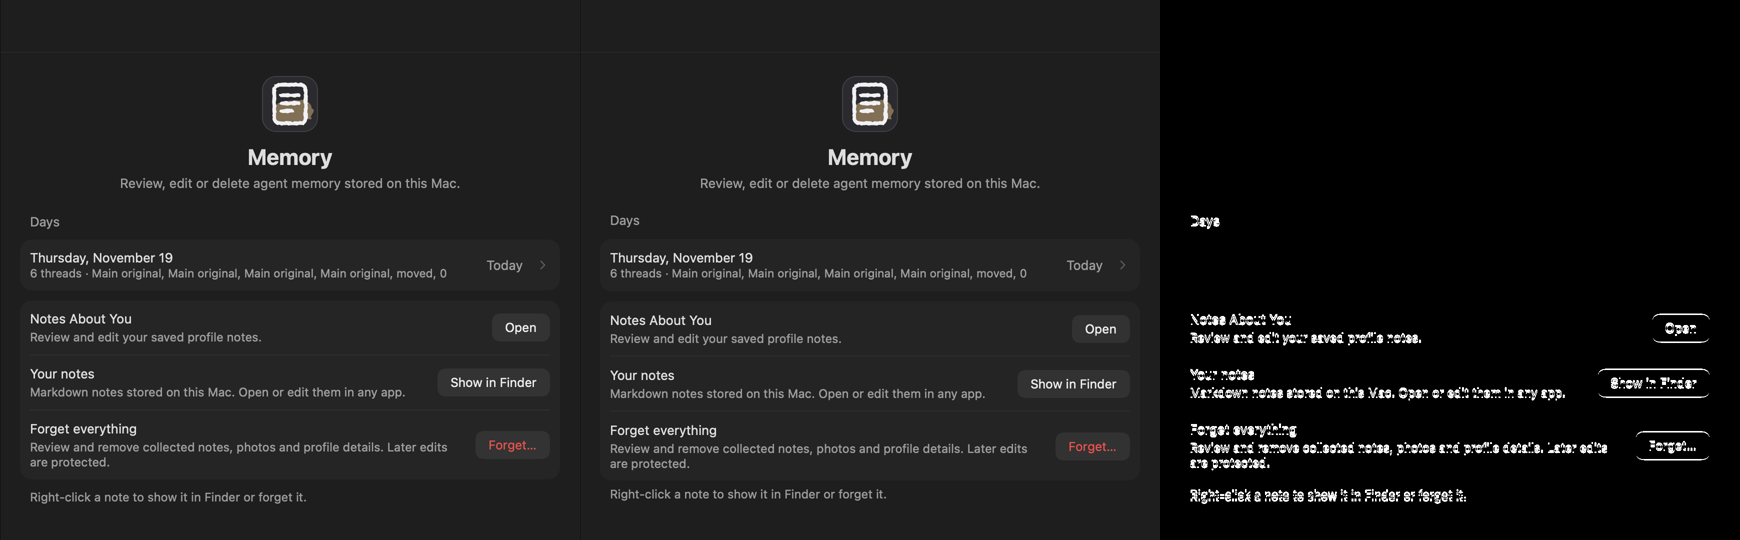 Memory
Review, edit or delete agent memory stored on this Mac.
Days
Thursday, November 19
6 threads · Main original, Main original, Main original, Main original, moved, 0
Today
Notes About You
Review and edit your saved profile notes.
Open
Your notes
Markdown notes stored on this Mac. Open or edit them in any app.
Show in Finder
Forget everything
Review and remove collected notes, photos and profile details. Later edits
are protected.
Forget...
Right-click a note to show it in Finder or forget it.
Memory
Review, edit or delete agent memory stored on this Mac.
Days
Thursday, November 19
6 threads · Main original, Main original, Main original, Main original, moved, 0
Today
Notes About You
Review and edit your saved profile notes.
Open
Your notes
Markdown notes stored on this Mac. Open or edit them in any app.
Show in Finder
Forget everything
Review and remove collected notes, photos and profile details. Later edits
are protected.
Forget...
Right-click a note to show it in Finder or forget it.
Days
Notes About You
Review and edit your saved profile notes.
Open
Your notes
Markdown notes stored on this Mac. Open or edit them in any app.
Show in Finder
Forget everything
Review and remove collected notes, photos and profile details. Later edits
are protected.
Forget...
Right-click a note to show it in Finder or forget it.